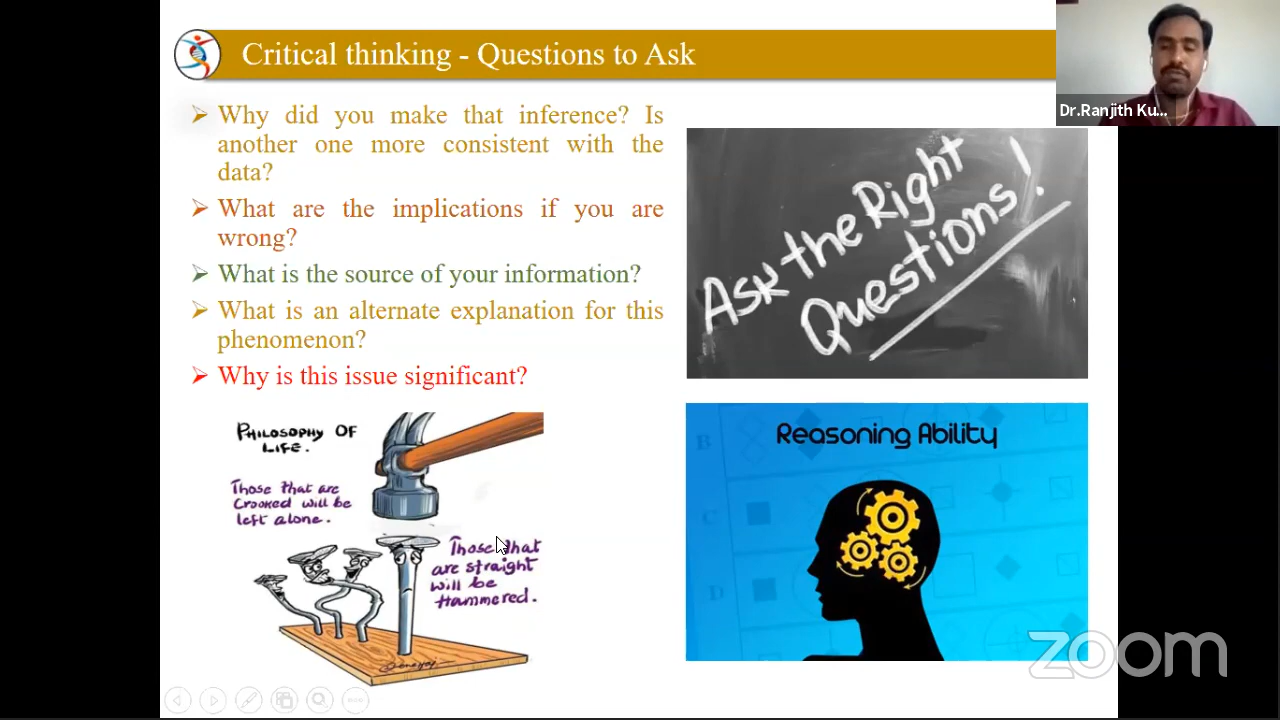 Critical thinking - Questions to Ask
Why did you make that inference? Is
another one more consistent with the
data?
What are the implications if you are
wrong?
What is the source of your information?
What is an alternate explanation for this
phenomenon?
Why is this issue significant?
Dr.Ranjith Ku...
Ask the Right
Questions!
PHILOSOPHY OF
LIFE.
Those that are
Crooked will be
left alone.
Those that
are straight
will be
Hammered.
Reasoning Ability
B
C
D
zoom